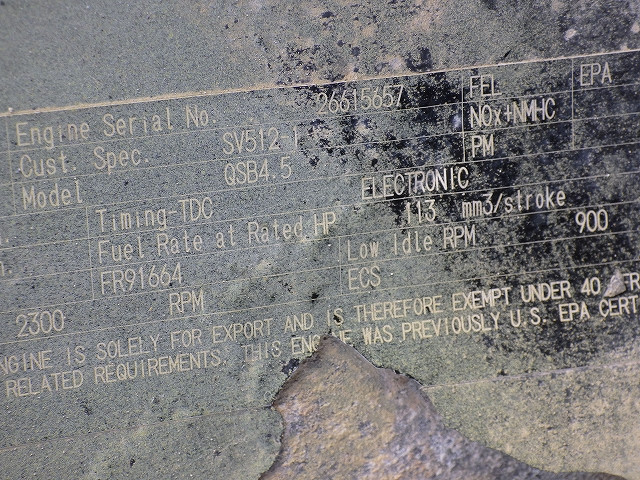 Engine Serial No 26615657 FEL EPA
Cust. Spec. SV512-1 NOx+NMHC
Model QSB4.5 PM
Timing-TDC ELECTRONIC
Fuel Rate at Rated HP 113 mm3/stroke
FR91664 Low Idle RPM 900
2300 RPM ECS
NGINE IS SOLELY FOR EXPORT AND IS THEREFORE EXEMPT UNDER 40
RELATED REQUIREMENTS. THIS ENGINE WAS PREVIOUSLY U.S. EPA CERT